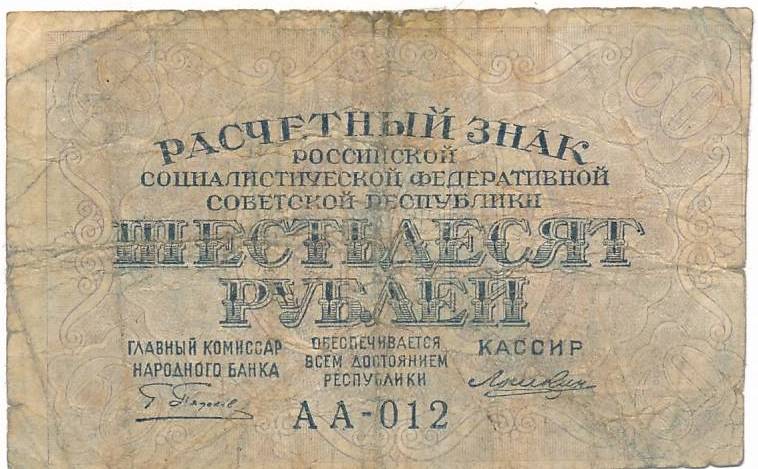 60
РАСЧЕТНЫЙ ЗНАК
РОССИЙСКОЙ
СОЦИАЛИСТИЧЕСКОЙ ФЕДЕРАТИВНОЙ
СОВЕТСКОЙ РЕСПУБЛИКИ
ШЕСТЬДЕСЯТ
РУБЛЕЙ
ГЛАВНЫЙ КОМИССАР
НАРОДНОГО БАНКА
ОБЕСПЕЧИВАЕТСЯ
ВСЕМ ДОСТОЯНИЕМ
РЕСПУБЛИКИ
КАССИР
АА-012